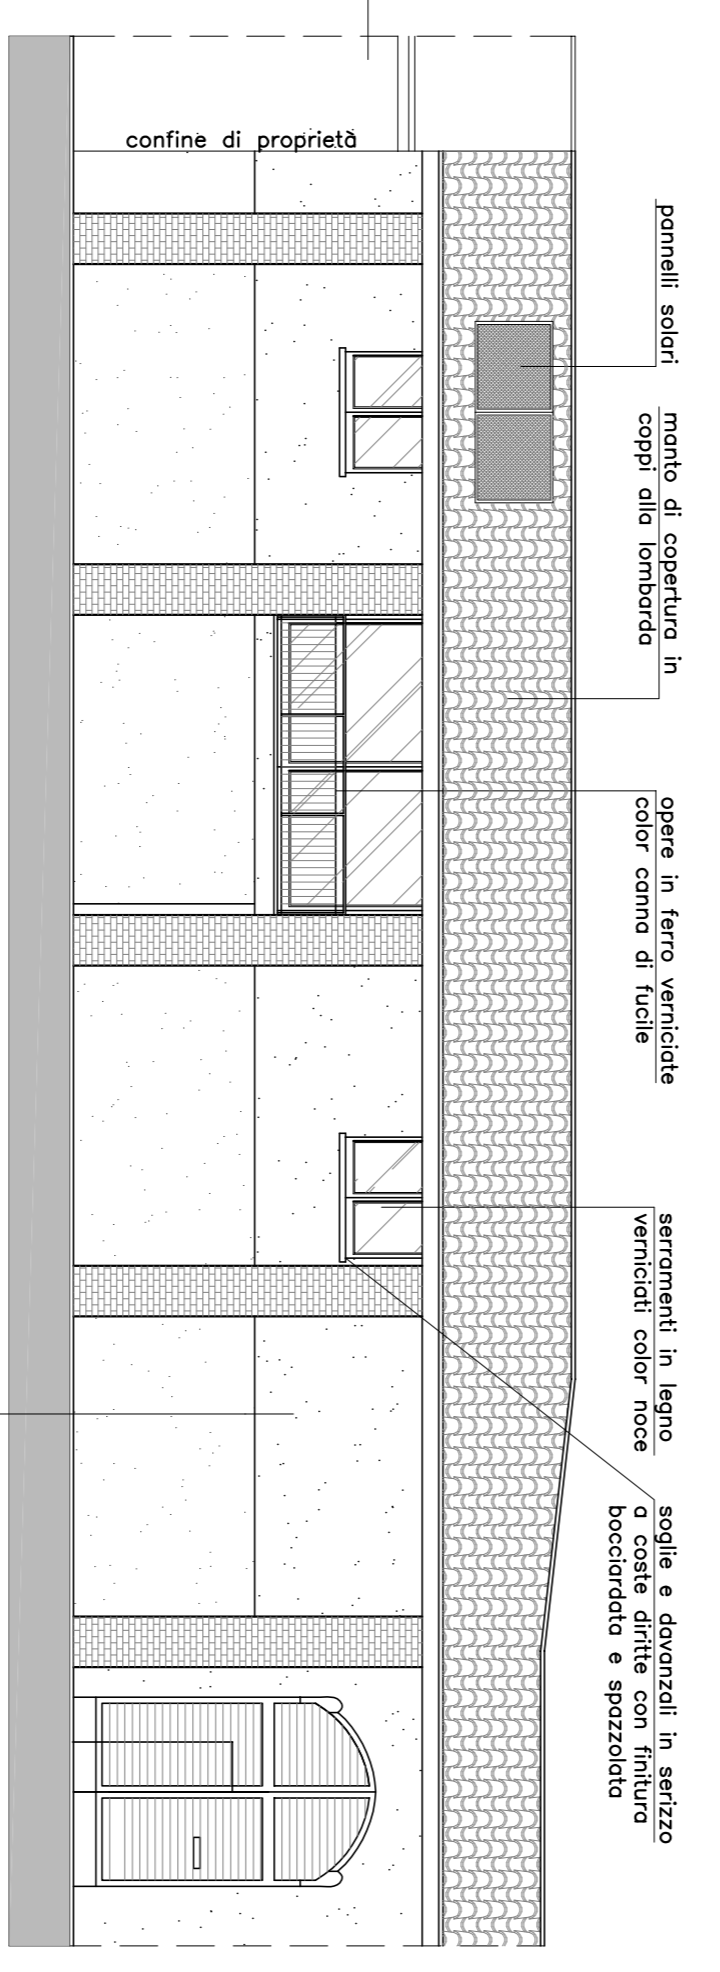 confine di proprietà
pannelli solari
manto di copertura in
coppi alla lombarda
opere in ferro verniciate
color canna di fucile
serramenti in legno
verniciati color noce
soglie e davanzali in serizzo
a coste diritte con finitura
bocciardata e spazzolata